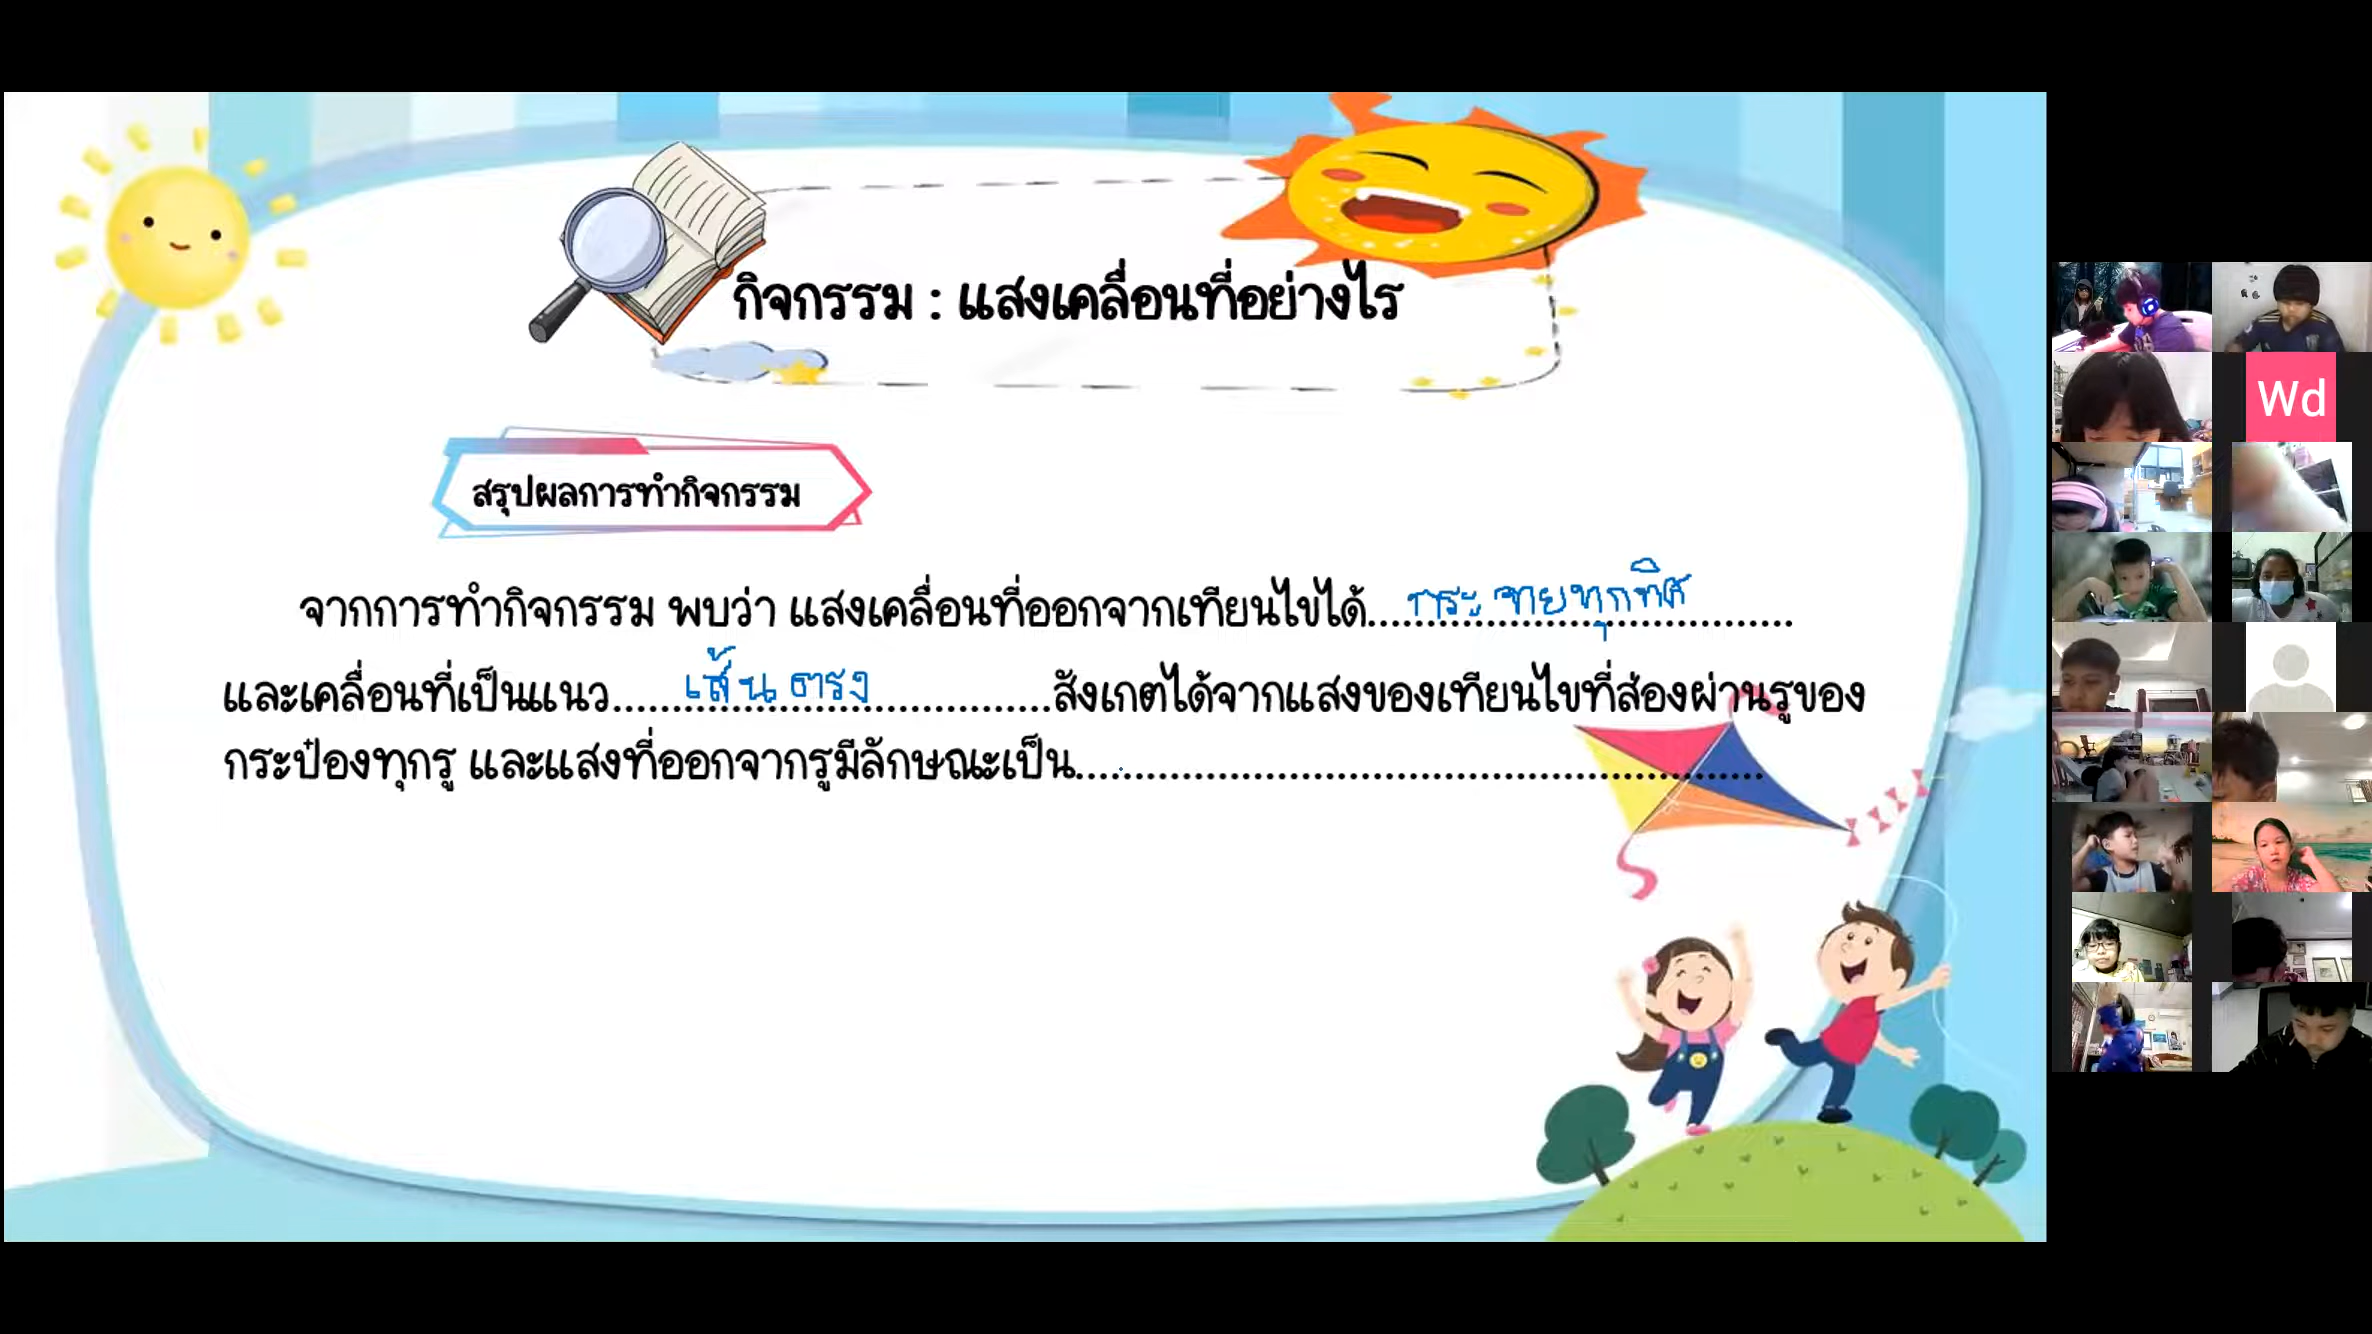 กิจกรรม : แสงเคลื่อนที่อย่างไร
สรุปผลการทำกิจกรรม
จากการทำกิจกรรม พบว่า แสงเคลื่อนที่ออกจากเทียนไขได้....กระจายทุกทิศ....
และเคลื่อนที่เป็นแนว....เส้นตรง....สังเกตได้จากแสงของเทียนไขที่ส่องผ่านรูของ
กระป๋องทุกรู และแสงที่ออกจากรูมีลักษณะเป็น....
Wd